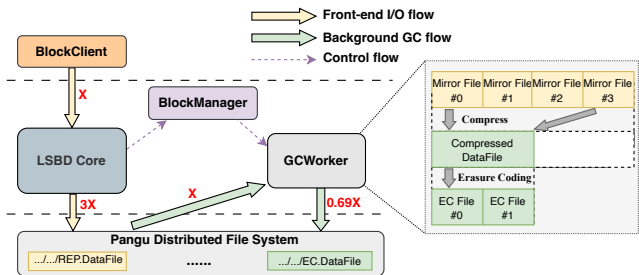 Front-end I/O flow
Background GC flow
Control flow
BlockClient
X
BlockManager
LSBD Core
GCWorker
3X
X
0.69X
Pangu Distributed File System
.../.../REP.DataFile
......
.../.../EC.DataFile
Mirror File #0
Mirror File #1
Mirror File #2
Mirror File #3
Compress
Compressed
DataFile
Erasure Coding
EC File #0
EC File #1